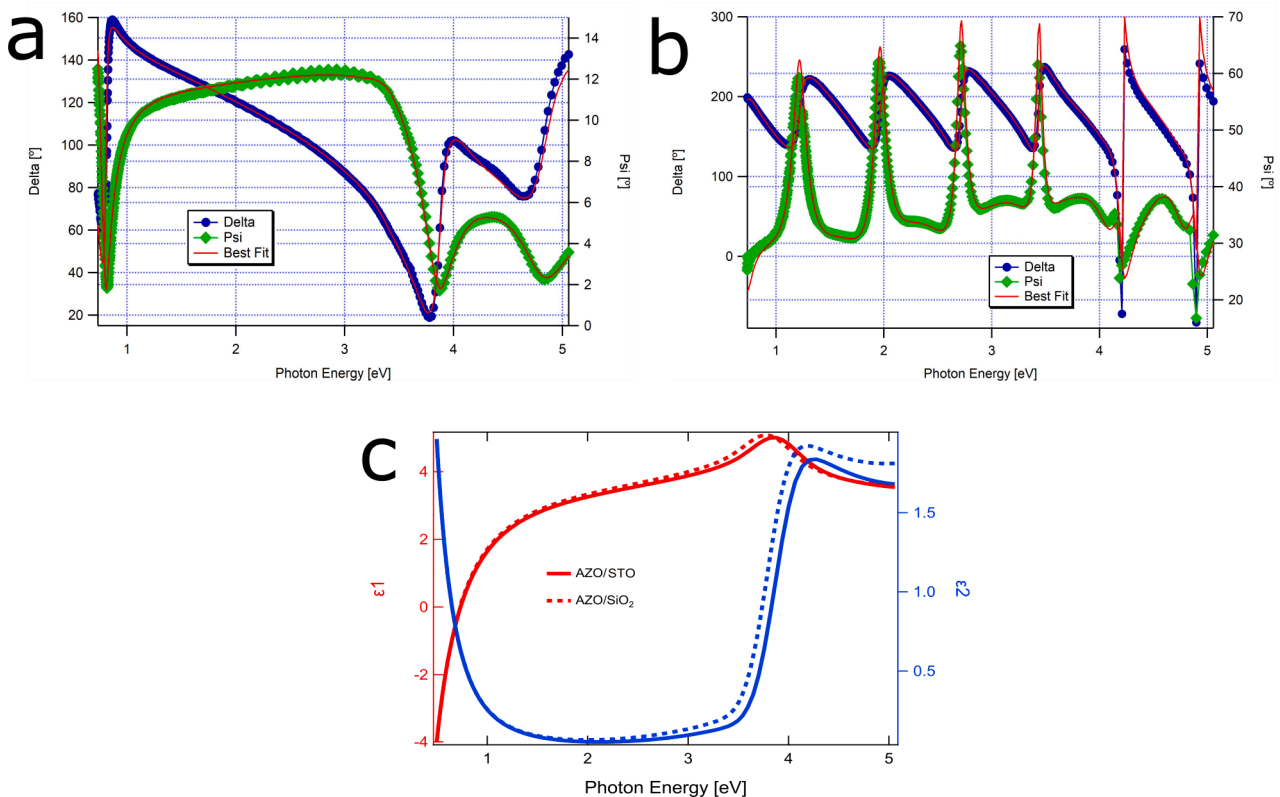 a
160
140
120
100
80
60
40
20
Delta [º]
14
12
10
8
6
4
2
0
Psi [º]
Delta
Psi
Best Fit
1
2
3
4
5
Photon Energy [eV]
b
300
200
100
0
Delta [º]
70
60
50
40
30
20
Psi [º]
Delta
Psi
Best Fit
1
2
3
4
5
Photon Energy [eV]
c
4
2
0
-2
-4
ε1
AZO/STO
AZO/SiO₂
1.5
1.0
0.5
ε2
1
2
3
4
5
Photon Energy [eV]